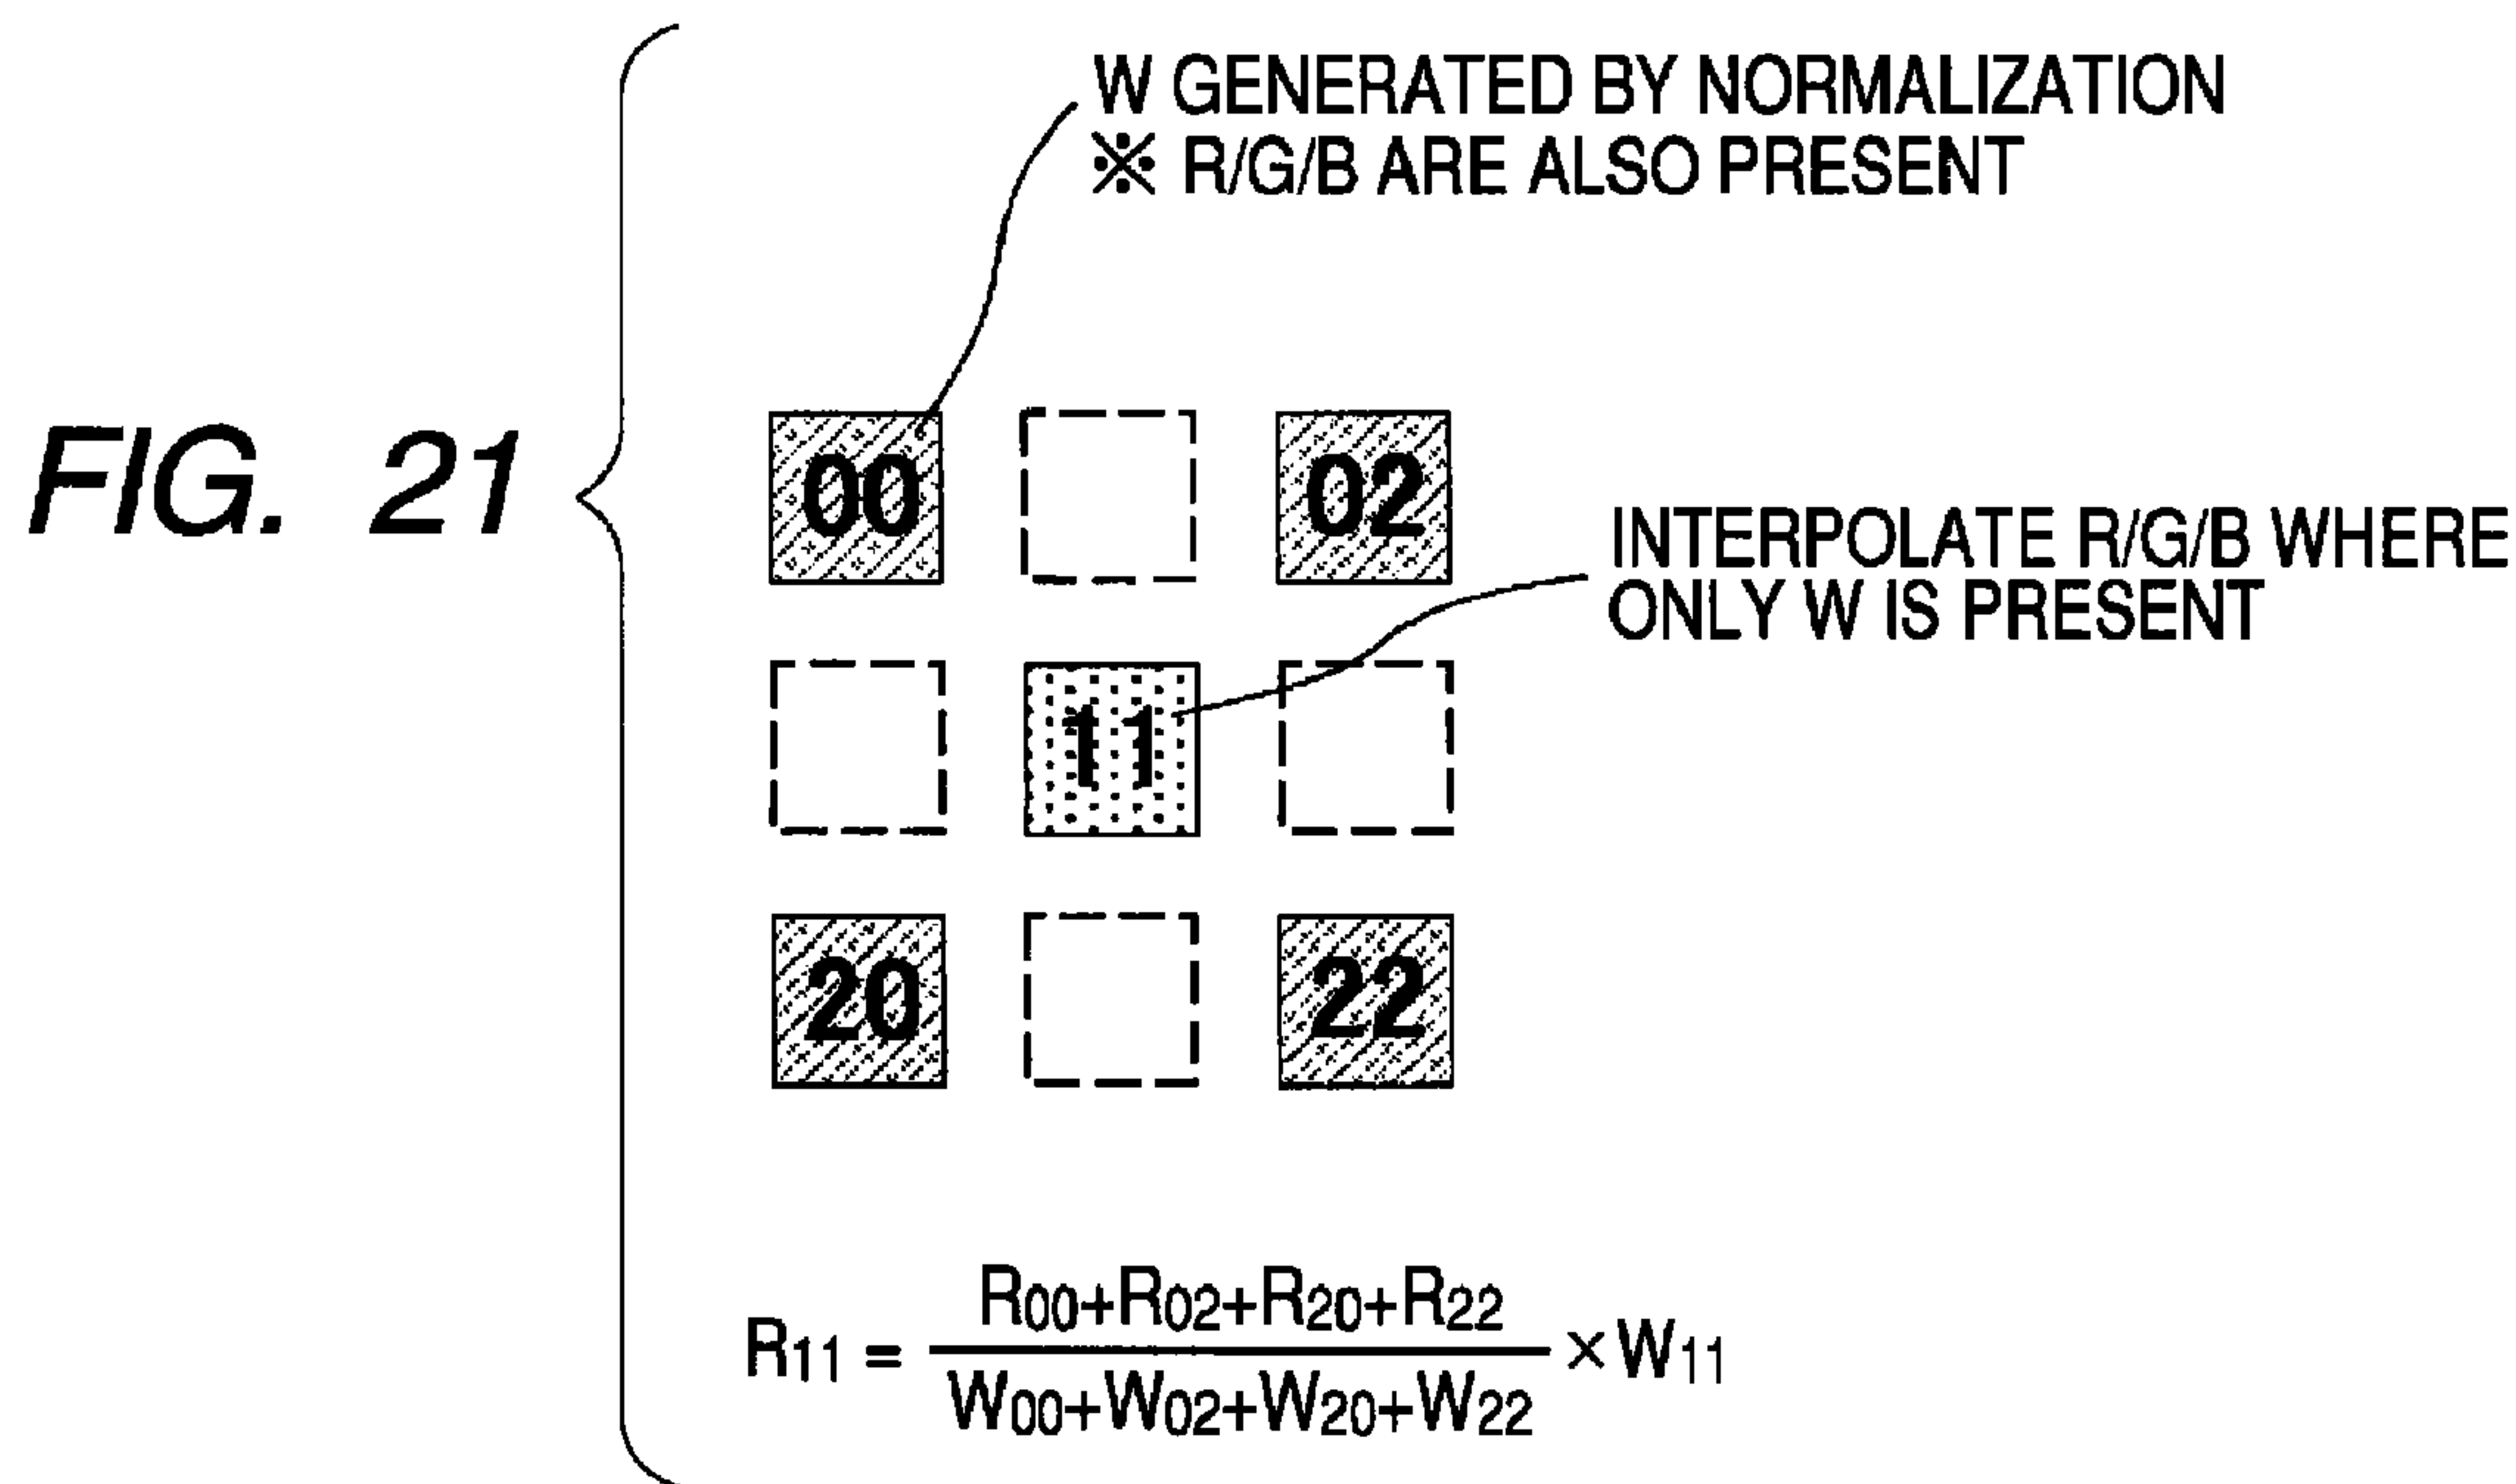 FIG. 21
W GENERATED BY NORMALIZATION
※ R/G/B ARE ALSO PRESENT
00
02
INTERPOLATE R/G/B WHERE
ONLY W IS PRESENT
11
20
22
R11 = R00+R02+R20+R22 / W00+W02+W20+W22 × W11